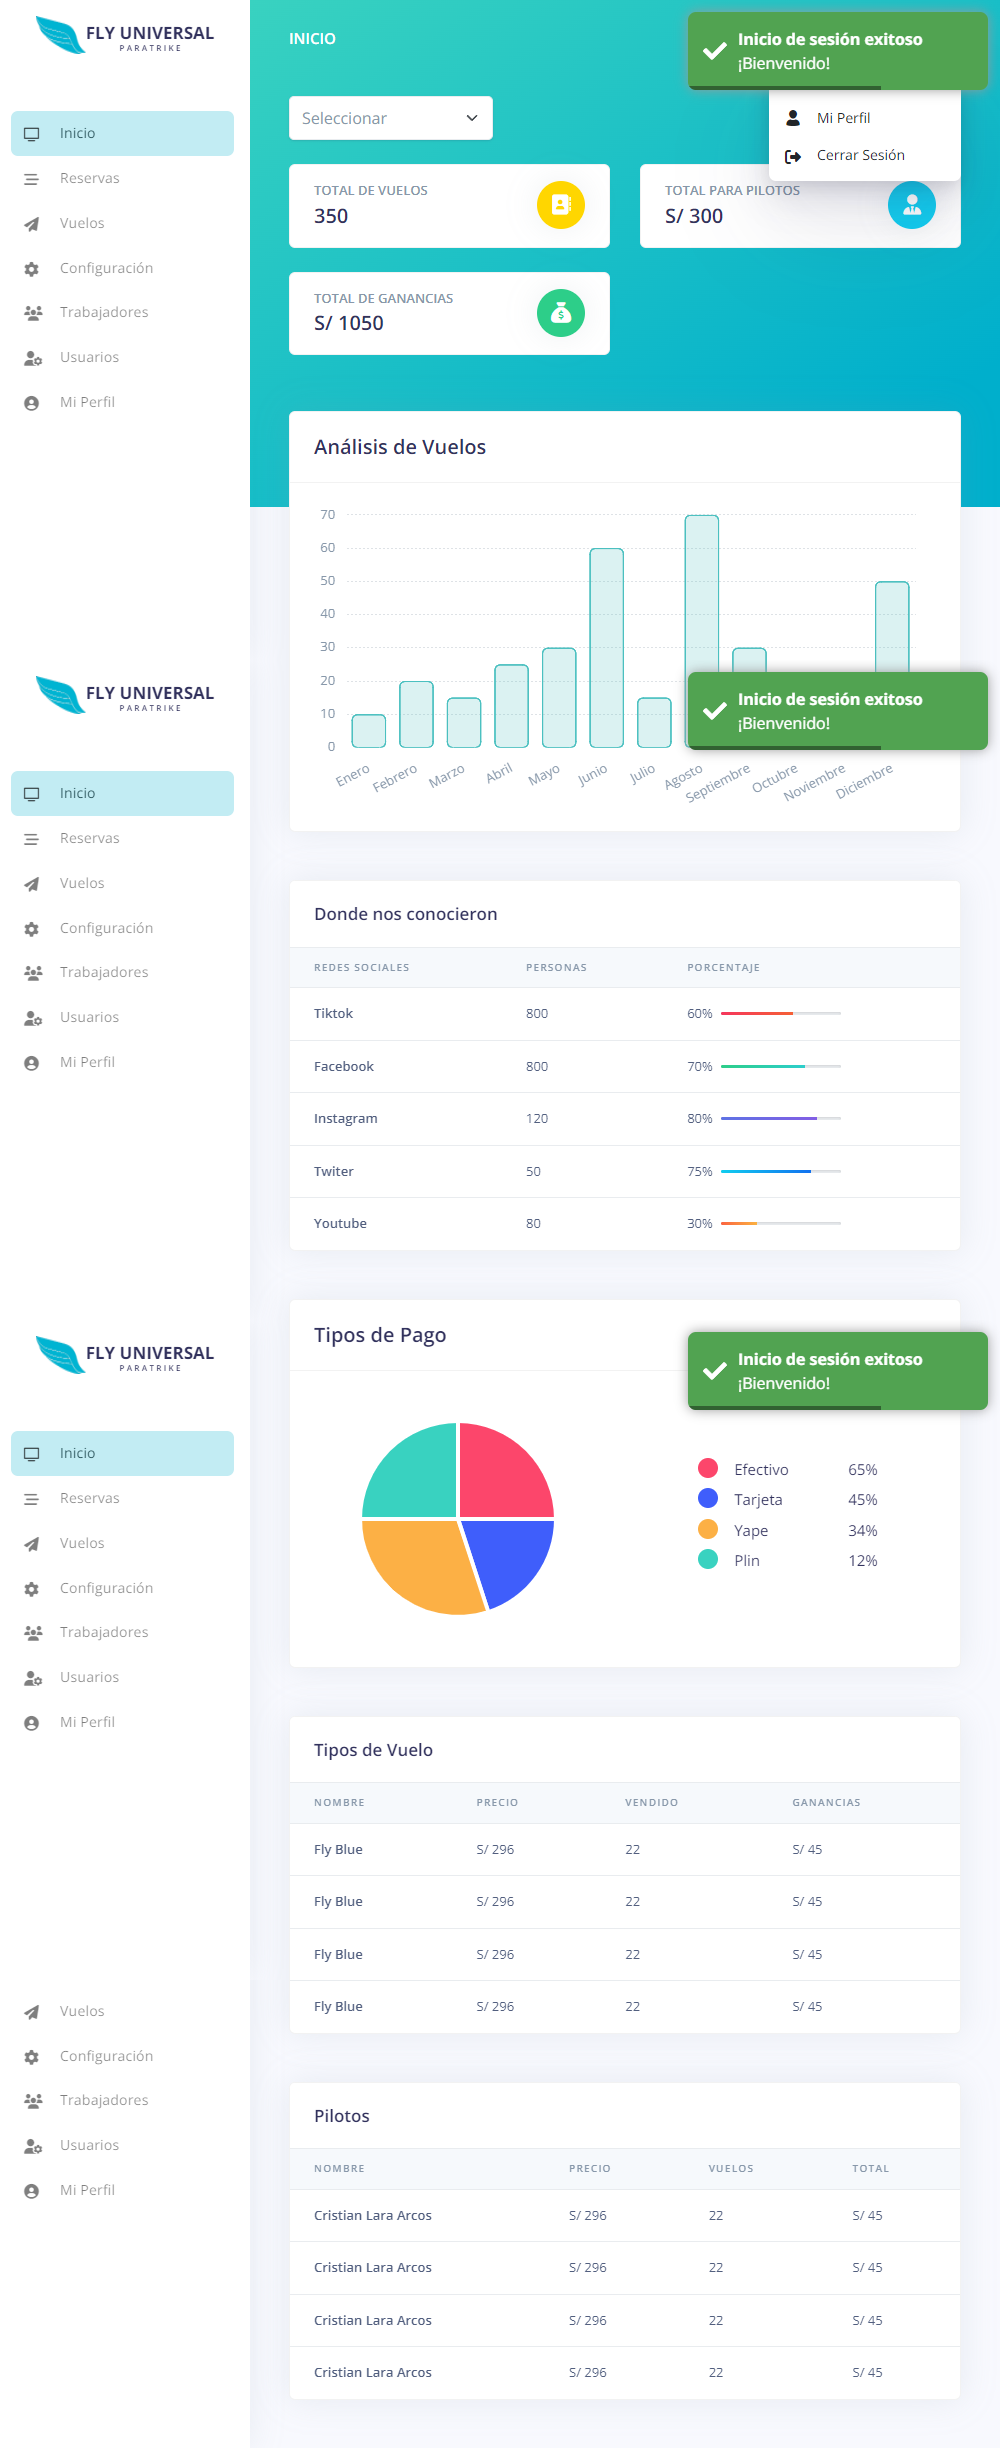 FLY UNIVERSAL
PARATRIKE
Inicio
Reservas
Vuelos
Configuración
Trabajadores
Usuarios
Mi Perfil
INICIO
Inicio de sesión exitoso
¡Bienvenido!
Mi Perfil
Cerrar Sesión
Seleccionar
TOTAL DE VUELOS
350
TOTAL PARA PILOTOS
S/ 300
TOTAL DE GANANCIAS
S/ 1050
Análisis de Vuelos
70
60
50
40
30
20
10
0
Enero
Febrero
Marzo
Abril
Mayo
Junio
Julio
Agosto
Septiembre
Octubre
Noviembre
Diciembre
FLY UNIVERSAL
PARATRIKE
Inicio
Reservas
Vuelos
Configuración
Trabajadores
Usuarios
Mi Perfil
Inicio de sesión exitoso
¡Bienvenido!
Donde nos conocieron
REDES SOCIALES PERSONAS PORCENTAJE
Tiktok 800 60%
Facebook 800 70%
Instagram 120 80%
Twiter 50 75%
Youtube 80 30%
FLY UNIVERSAL
PARATRIKE
Inicio
Reservas
Vuelos
Configuración
Trabajadores
Usuarios
Mi Perfil
Tipos de Pago
Inicio de sesión exitoso
¡Bienvenido!
Efectivo 65%
Tarjeta 45%
Yape 34%
Plin 12%
Tipos de Vuelo
NOMBRE PRECIO VENDIDO GANANCIAS
Fly Blue S/ 296 22 S/ 45
Fly Blue S/ 296 22 S/ 45
Fly Blue S/ 296 22 S/ 45
Fly Blue S/ 296 22 S/ 45
Vuelos
Configuración
Trabajadores
Usuarios
Mi Perfil
Pilotos
NOMBRE PRECIO VUELOS TOTAL
Cristian Lara Arcos S/ 296 22 S/ 45
Cristian Lara Arcos S/ 296 22 S/ 45
Cristian Lara Arcos S/ 296 22 S/ 45
Cristian Lara Arcos S/ 296 22 S/ 45